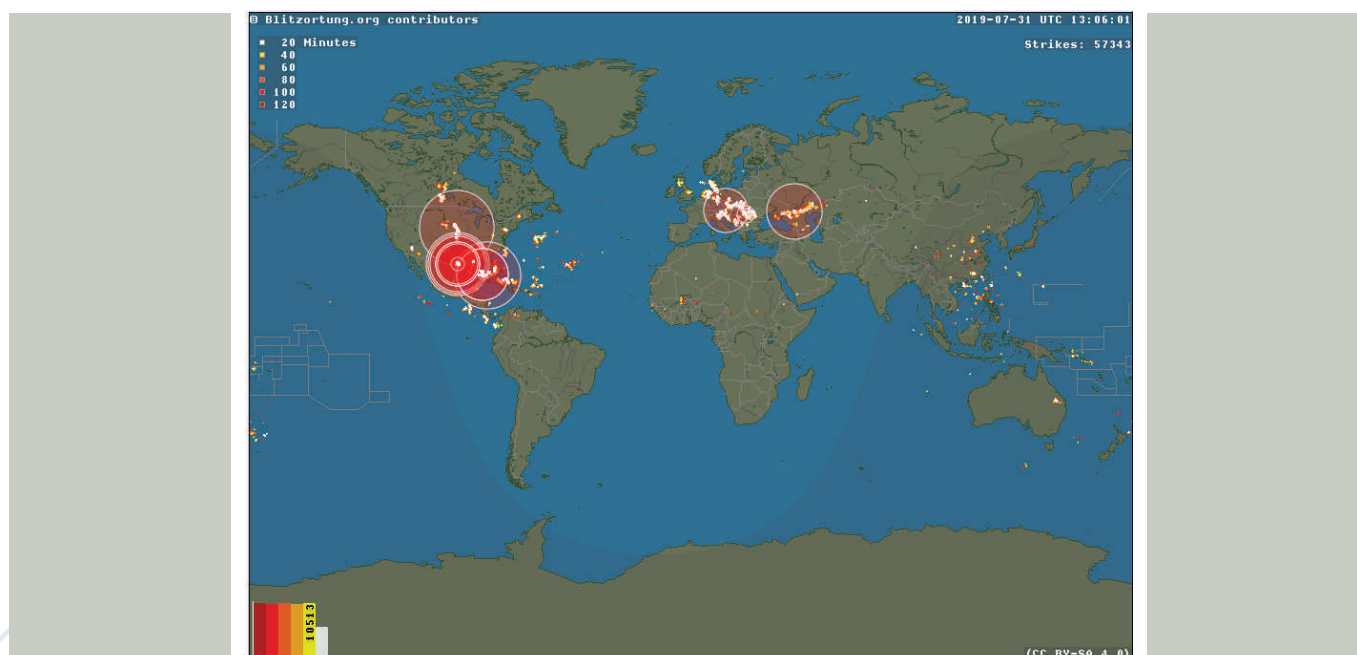 © Blitzortung.org contributors
2019-07-31 UTC 13:06:01
20 Minutes
Strikes: 57343
40
60
80
100
120
10513
(CC BY-SA 4.0)